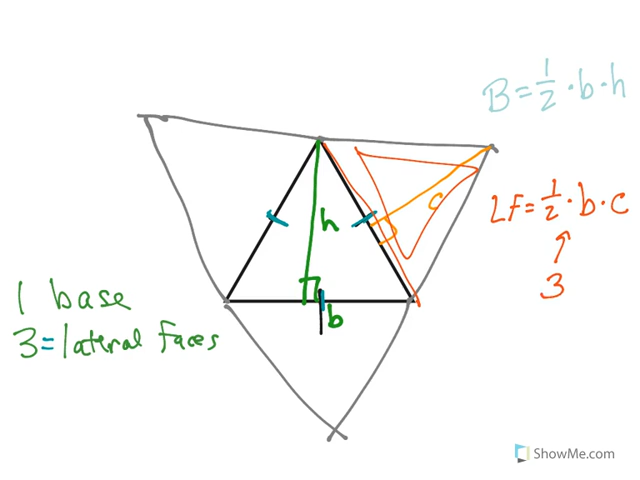 B = 1/2 · b · h
h
c
LF = 1/2 · b · c
3
b
1 base
3 = lateral faces
ShowMe.com